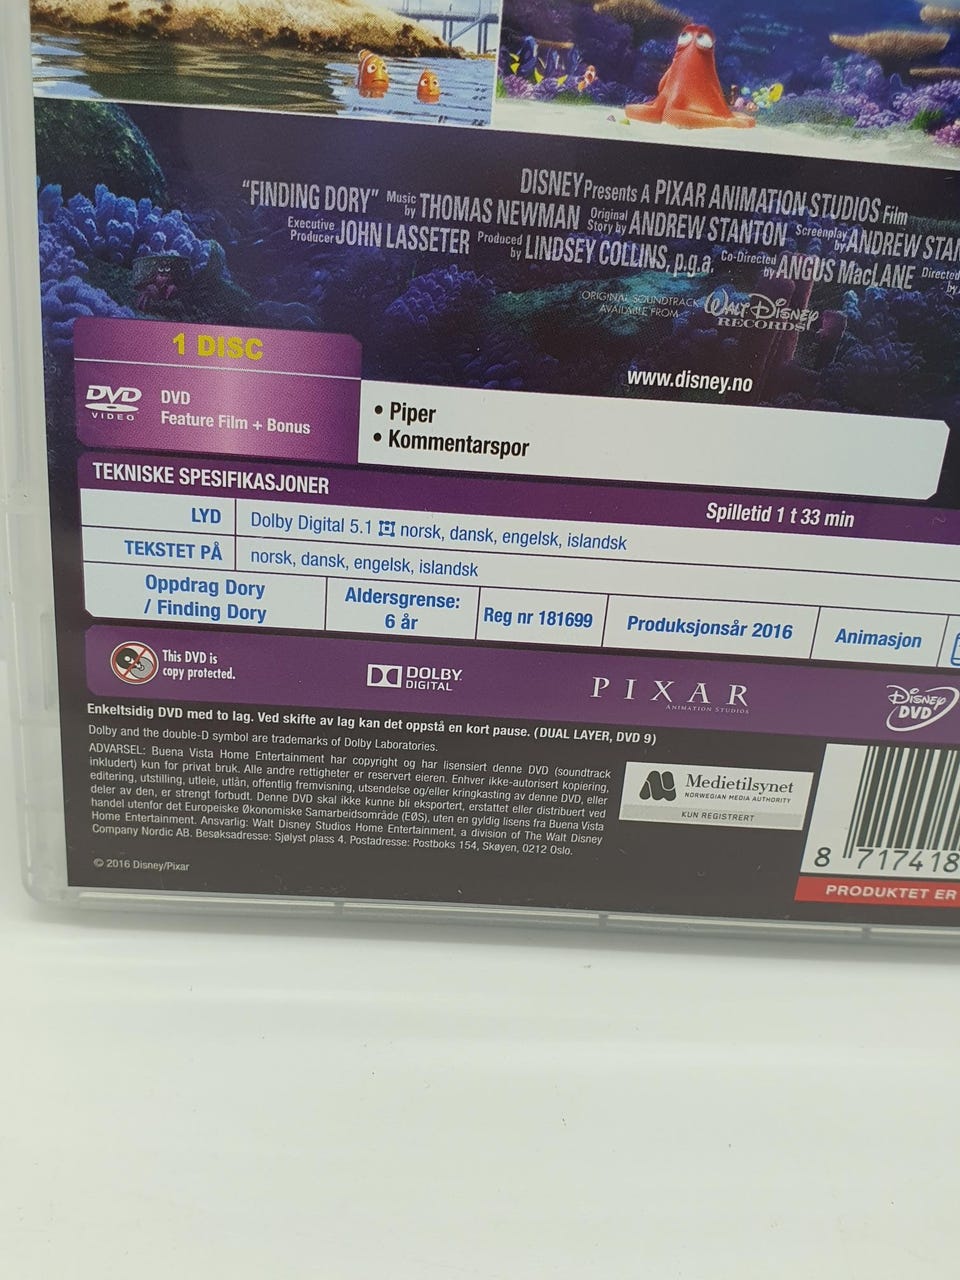 DISNEY Presents A PIXAR ANIMATION STUDIOS Film
"FINDING DORY" Music by THOMAS NEWMAN Original Story by ANDREW STANTON Screenplay by ANDREW STAN
Executive Producer JOHN LASSETER Produced by LINDSEY COLLINS, p.g.a. Co-Directed by ANGUS MacLANE Directed by
ORIGINAL SOUNDTRACK AVAILABLE FROM WALT DISNEY RECORDS
www.disney.no
1 DISC
DVD VIDEO
DVD
Feature Film + Bonus
• Piper
• Kommentarspor
TEKNISKE SPESIFIKASJONER
Spilletid 1 t 33 min
LYD Dolby Digital 5.1 norsk, dansk, engelsk, islandsk
TEKSTET PÅ norsk, dansk, engelsk, islandsk
Oppdrag Dory
/ Finding Dory
Aldersgrense:
6 år
Reg nr 181699
Produksjonsår 2016
Animasjon
This DVD is
copy protected.
DOLBY
DIGITAL
PIXAR
ANIMATION STUDIOS
Disney
DVD
Enkeltsidig DVD med to lag. Ved skifte av lag kan det oppstå en kort pause. (DUAL LAYER, DVD 9)
Dolby and the double-D symbol are trademarks of Dolby Laboratories.
ADVARSEL: Buena Vista Home Entertainment har copyright og har lisensiert denne DVD (soundtrack
inkludert) kun for privat bruk. Alle andre rettigheter er reservert eieren. Enhver ikke-autorisert kopiering,
editering, utstilling, utleie, utlån, offentlig fremvisning, utsendelse og/eller kringkasting av denne DVD, eller
deler av den, er strengt forbudt. Denne DVD skal ikke kunne bli eksportert, erstattet eller distribuert ved
handel utenfor det Europeiske Økonomiske Samarbeidsområde (EØS), uten en gyldig lisens fra Buena Vista
Home Entertainment. Ansvarlig: Walt Disney Studios Home Entertainment, a division of The Walt Disney
Company Nordic AB. Besøksadresse: Sjølyst plass 4. Postadresse: Postboks 154, Skøyen, 0212 Oslo.
© 2016 Disney/Pixar
Medietilsynet
NORWEGIAN MEDIA AUTHORITY
KUN REGISTRERT
8 717418
PRODUKTET ER